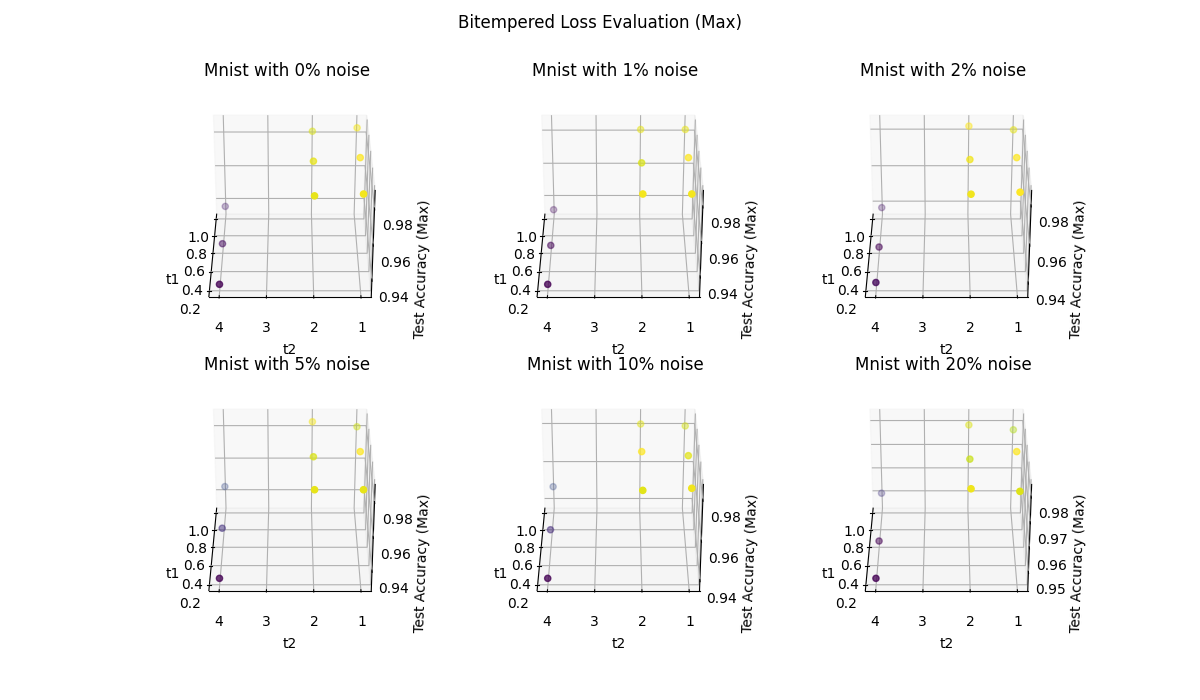 Bitempered Loss Evaluation (Max)
Mnist with 0% noise
1.0
0.8
0.6
0.4
0.2
t1
4
3
2
1
t2
0.98
0.96
0.94
Test Accuracy (Max)
Mnist with 1% noise
1.0
0.8
0.6
0.4
0.2
t1
4
3
2
1
t2
0.98
0.96
0.94
Test Accuracy (Max)
Mnist with 2% noise
1.0
0.8
0.6
0.4
0.2
t1
4
3
2
1
t2
0.98
0.96
0.94
Test Accuracy (Max)
Mnist with 5% noise
1.0
0.8
0.6
0.4
0.2
t1
4
3
2
1
t2
0.98
0.96
0.94
Test Accuracy (Max)
Mnist with 10% noise
1.0
0.8
0.6
0.4
0.2
t1
4
3
2
1
t2
0.98
0.96
0.94
Test Accuracy (Max)
Mnist with 20% noise
1.0
0.8
0.6
0.4
0.2
t1
4
3
2
1
t2
0.98
0.97
0.96
0.95
Test Accuracy (Max)